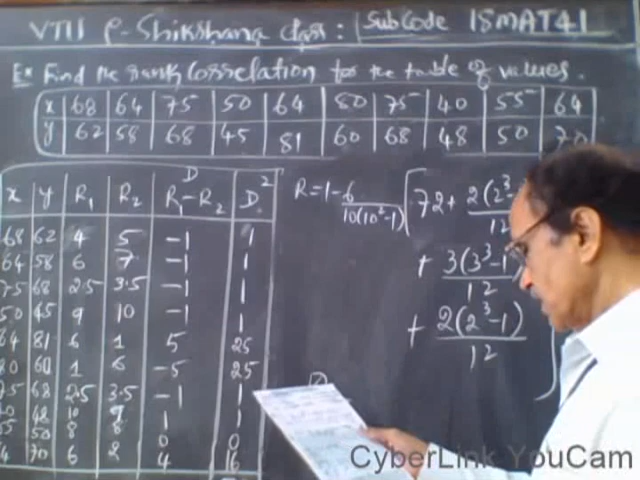 VTU e-Shikshana class: Sub Code 18MAT41
Ex Find the rank Correlation for the table of values.
x 68 64 75 50 64 80 75 40 55 64
y 62 58 68 45 81 60 68 48 50 70
x y R₁ R₂ D R₁-R₂ D²
68 62 4 5 -1 1
64 58 6 7 -1 1
75 68 2.5 3.5 -1 1
50 45 9 10 -1 1
64 81 6 1 5 25
80 60 1 6 -5 25
75 68 2.5 3.5 -1 1
40 48 10 9 1 1
55 50 8 8 0 0
4 70 6 2 4 16
R=1-6/10(10²-1) [72+ 2(2³/12
+ 3(3³-1)/12
+ 2(2³-1)/12
CyberLink YouCam